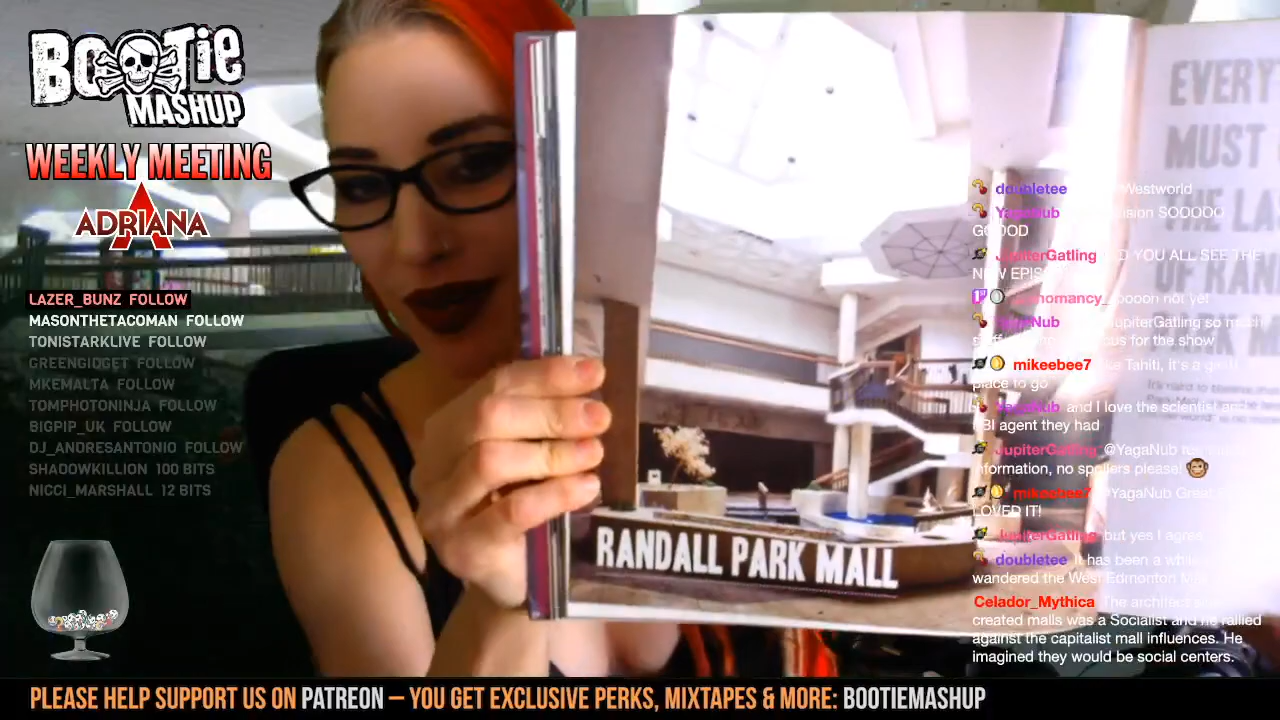 BOOTIE
MASHUP
WEEKLY MEETING
ADRIANA
LAZER_BUNZ FOLLOW
MASONTHETACOMAN FOLLOW
TONISTARKLIVE FOLLOW
GREENGIDGET FOLLOW
MKEMALTA FOLLOW
TOMPHOTONINJA FOLLOW
BIGPIP_UK FOLLOW
DJ_ANDRESANTONIO FOLLOW
SHADOWKILLION 100 BITS
NICCI_MARSHALL 12 BITS
RANDALL PARK MALL
MUST
doubletee Westworld
YagaNub SOOOOO
GOOOD
JupiterGatling YOU ALL SEE THE
NEW
not yet
YagaNub JupiterGatling so much
for the show
mikeebee7 Tahiti, it's a
place to go
YagaNub and I love the scientist
FBI agent they had
JupiterGatling @YagaNub
information, no spoilers please!
mikeebee7 @YagaNub Great
LOVED IT!
JupiterGatling but yes I agree
doubletee It has been a while
wandered the West Edmonton
Celador_Mythica The architect
created malls was a Socialist and he rallied
against the capitalist mall influences. He
imagined they would be social centers.
PLEASE HELP SUPPORT US ON PATREON – YOU GET EXCLUSIVE PERKS, MIXTAPES & MORE: BOOTIEMASHUP